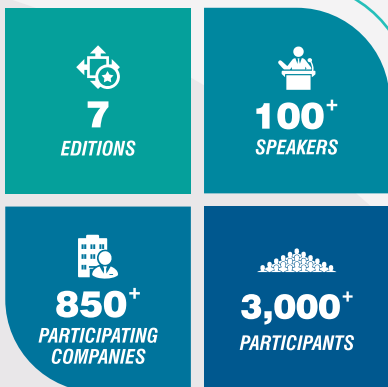 7
EDITIONS
100+
SPEAKERS
850+
PARTICIPATING
COMPANIES
3,000+
PARTICIPANTS